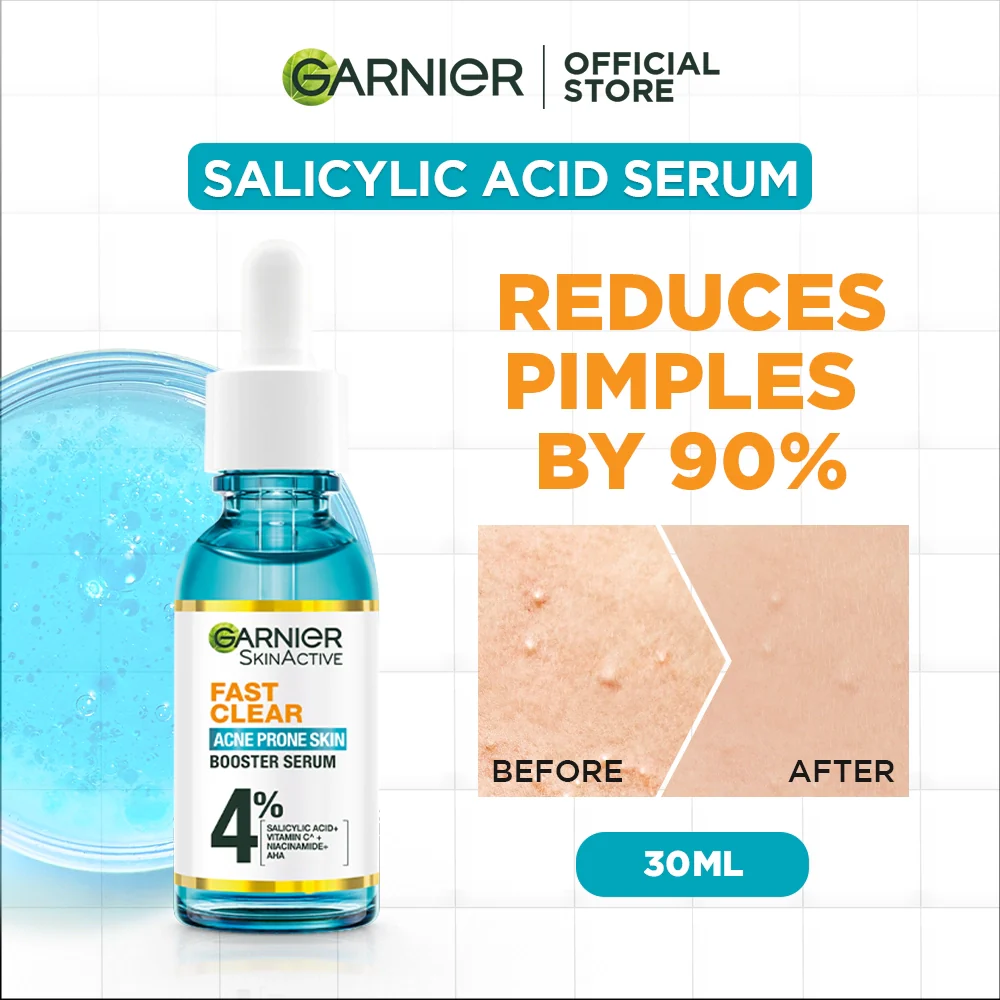 GARNIER
OFFICIAL
STORE
SALICYLIC ACID SERUM
REDUCES
PIMPLES
BY 90%
GARNIER
SKINACTIVE
FAST
CLEAR
ACNE PRONE SKIN
BOOSTER SERUM
4%
SALICYLIC ACID+
VITAMIN C^ +
NIACINAMIDE+
AHA
BEFORE
AFTER
30ML